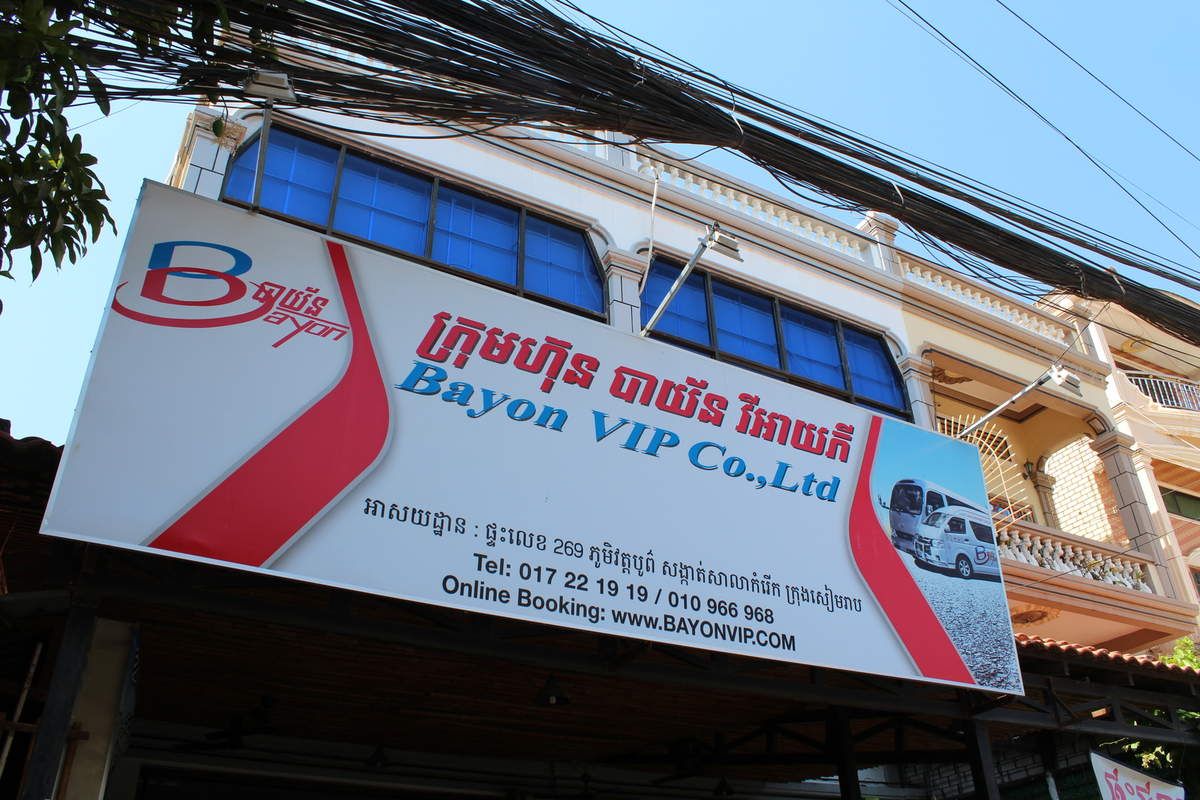 B
បាយ័ន
Bayon
ក្រុមហ៊ុន បាយ័ន វីអាយភី
Bayon VIP Co.,Ltd
អាសយដ្ឋាន : ផ្ទះលេខ 269 ភូមិវត្តបូព៌ សង្កាត់សាលាកំរើក ក្រុងសៀមរាប
Tel: 017 22 19 19 / 010 966 968
Online Booking: www.BAYONVIP.COM